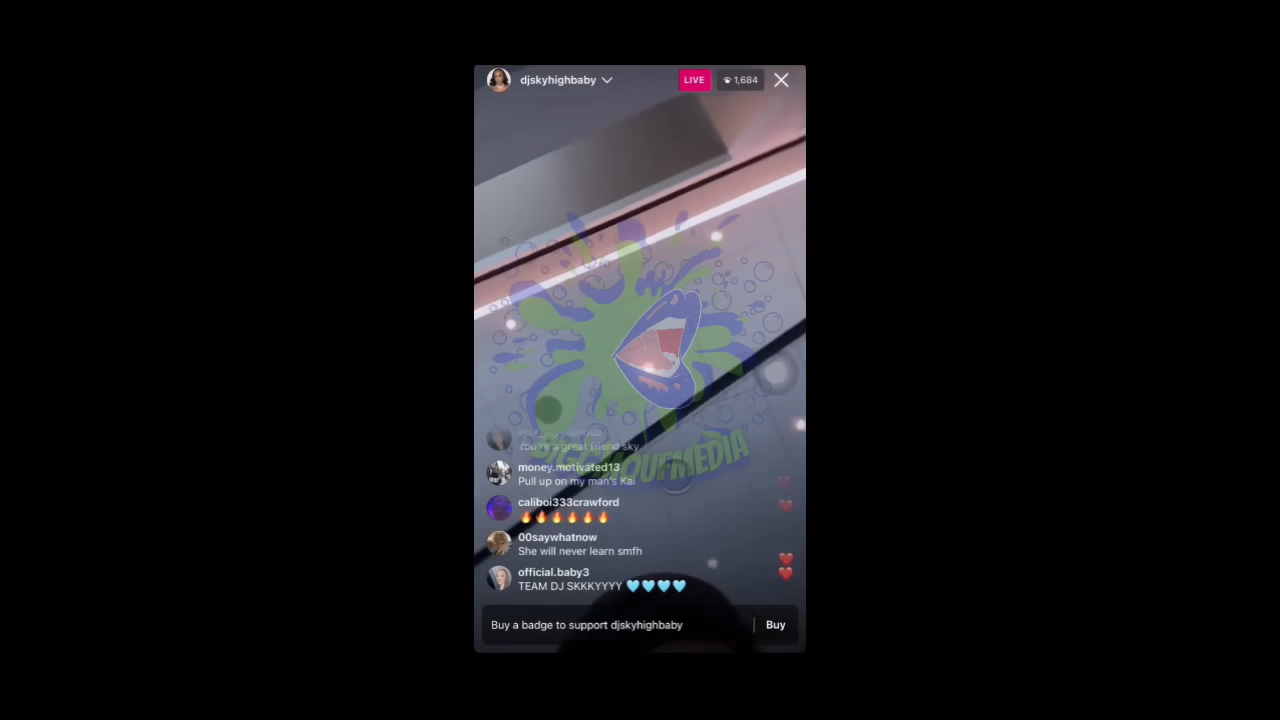 djskyhighbaby
LIVE
1,684
You're a great friend sky
money.motivated13
Pull up on my man's Kai
caliboi333crawford
🔥🔥🔥🔥🔥🔥
00saywhatnow
She will never learn smfh
official.baby3
TEAM DJ SKKKYYYY 🩵🩵🩵🩵
Buy a badge to support djskyhighbaby
Buy